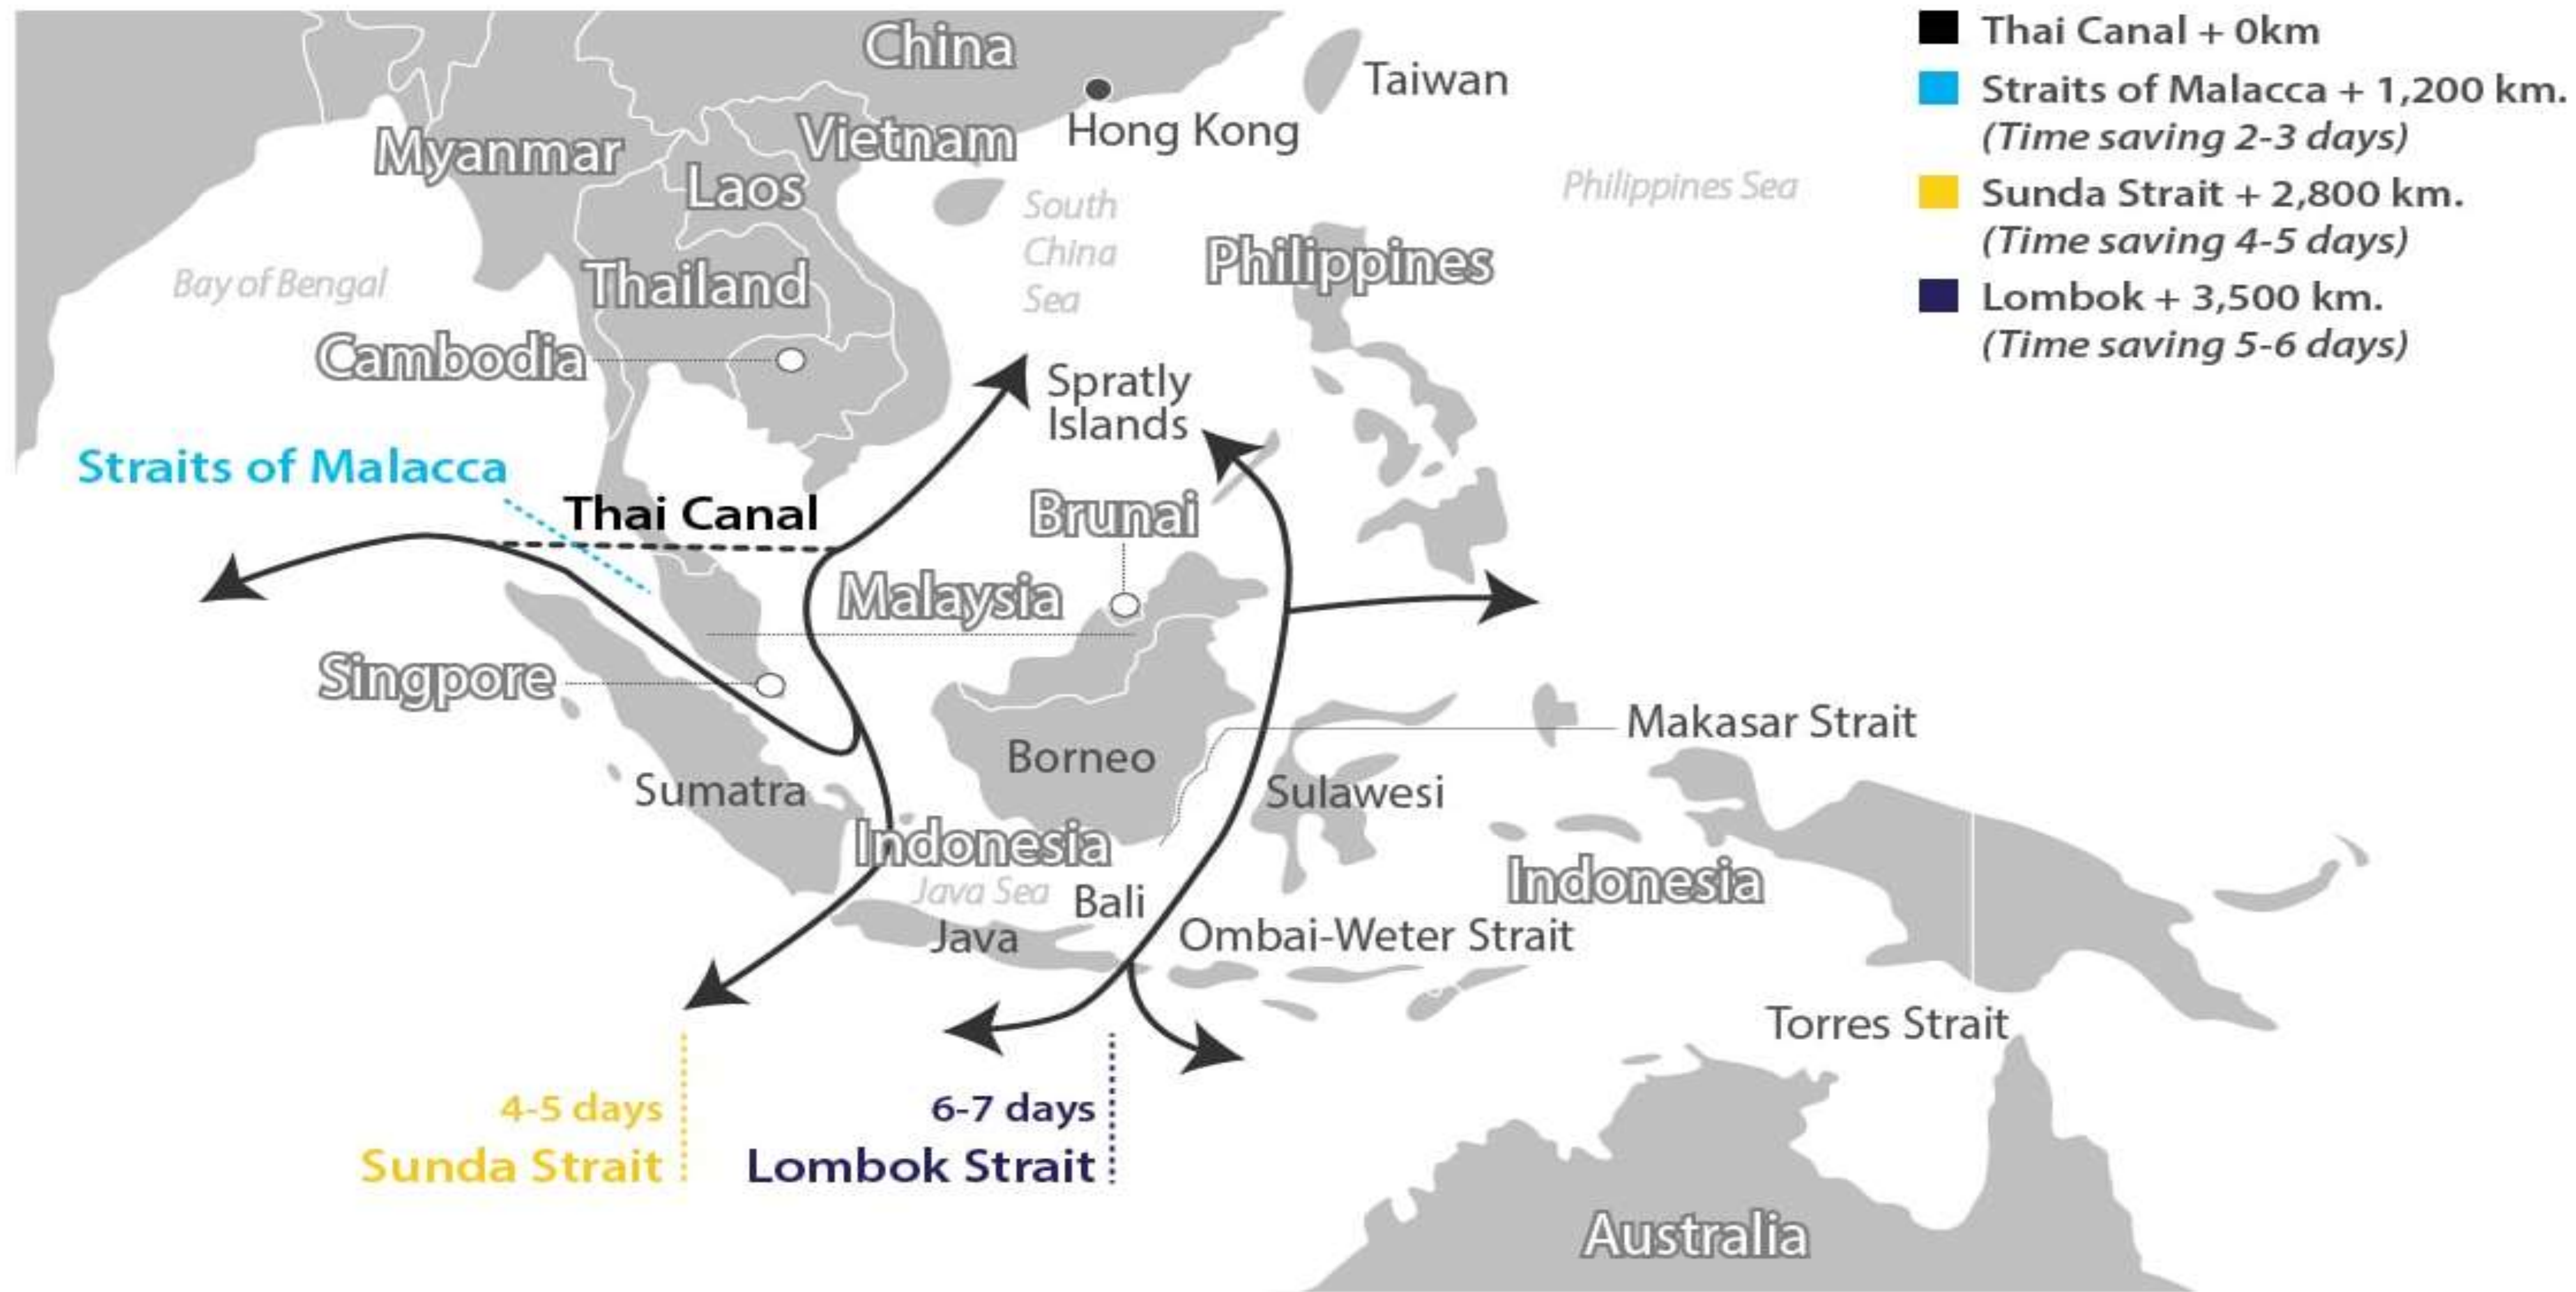 China
Taiwan
Hong Kong
Myanmar
Vietnam
Laos
South
China
Sea
Philippines Sea
Philippines
Bay of Bengal
Thailand
Cambodia
Spratly
Islands
Straits of Malacca
Thai Canal
Brunai
Malaysia
Singpore
Makasar Strait
Borneo
Sumatra
Sulawesi
Indonesia
Java Sea
Bali
Indonesia
Java
Ombai-Weter Strait
Torres Strait
4-5 days
Sunda Strait
6-7 days
Lombok Strait
Australia
Thai Canal + 0km
Straits of Malacca + 1,200 km.
(Time saving 2-3 days)
Sunda Strait + 2,800 km.
(Time saving 4-5 days)
Lombok + 3,500 km.
(Time saving 5-6 days)